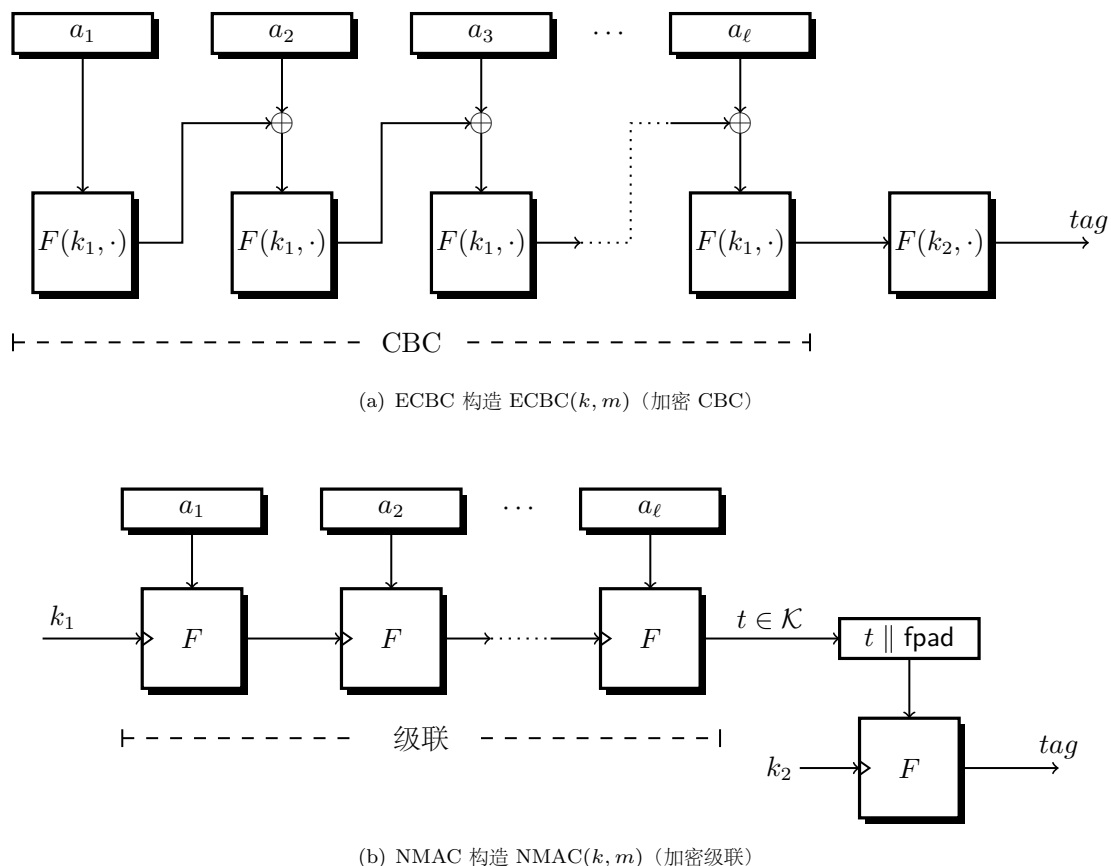 a₁ a₂ a₃ ··· a_ℓ
F(k₁, ·) F(k₁, ·) F(k₁, ·) F(k₁, ·) F(k₂, ·) tag
CBC
(a) ECBC 构造 ECBC(k, m)（加密 CBC）
a₁ a₂ ··· a_ℓ
k₁ F F F t ∈ 𝒦 t ∥ fpad
级联
k₂ F tag
(b) NMAC 构造 NMAC(k, m)（加密级联）